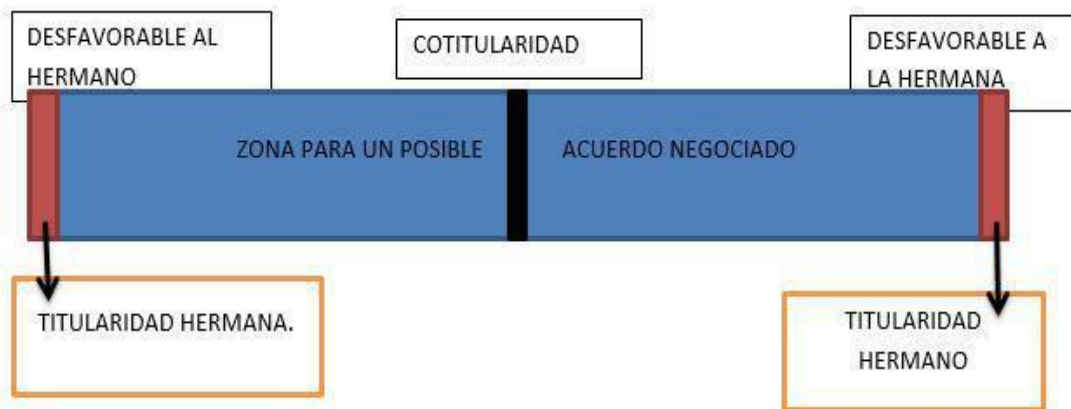 DESFAVORABLE AL
HERMANO
COTITULARIDAD
DESFAVORABLE A
LA HERMANA
ZONA PARA UN POSIBLE
ACUERDO NEGOCIADO
TITULARIDAD HERMANA.
TITULARIDAD
HERMANO